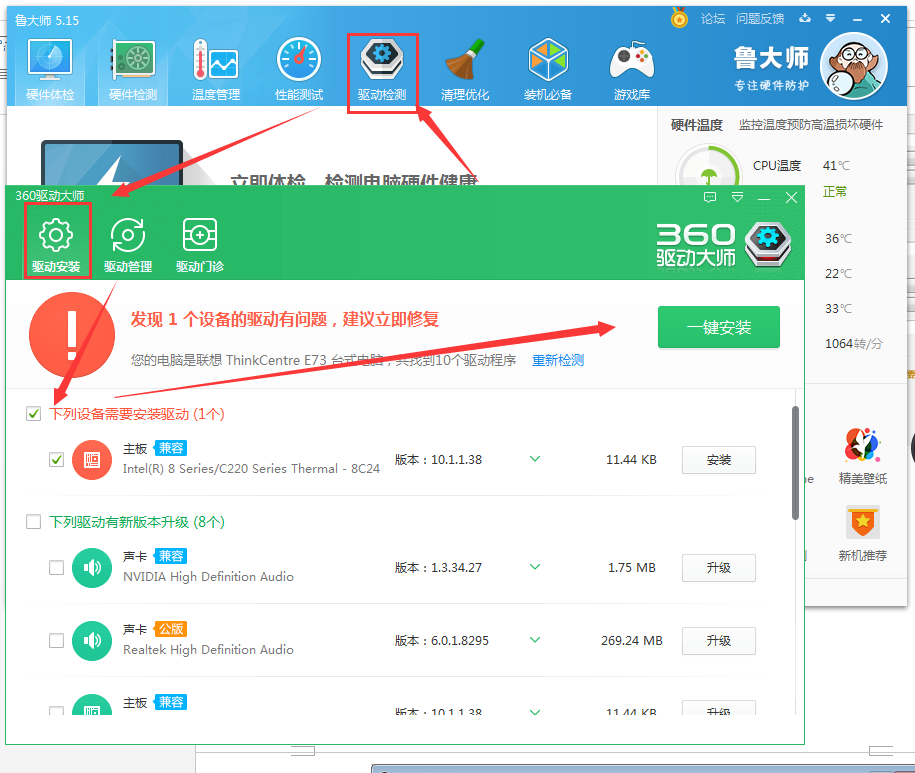 鲁大师 5.15
论坛 问题反馈
硬件体检 硬件检测 温度管理 性能测试 驱动检测 清理优化 装机必备 游戏库
鲁大师
专注硬件防护
硬件温度 监控温度预防高温损坏硬件
立即体检，检测电脑硬件健康
CPU温度 41℃
正常
36℃
22℃
33℃
1064转/分
精美壁纸
新机推荐
360驱动大师
驱动安装 驱动管理 驱动门诊
360
驱动大师
发现 1 个设备的驱动有问题，建议立即修复
一键安装
您的电脑是联想 ThinkCentre E73 台式电脑，共找到10个驱动程序 重新检测
下列设备需要安装驱动 (1个)
主板 兼容
Intel(R) 8 Series/C220 Series Thermal - 8C24
版本：10.1.1.38 11.44 KB 安装
下列驱动有新版本升级 (8个)
声卡 兼容
NVIDIA High Definition Audio
版本：1.3.34.27 1.75 MB 升级
声卡 公版
Realtek High Definition Audio
版本：6.0.1.8295 269.24 MB 升级
主板 兼容
版本：10.1.1.38 11.44 KB 升级